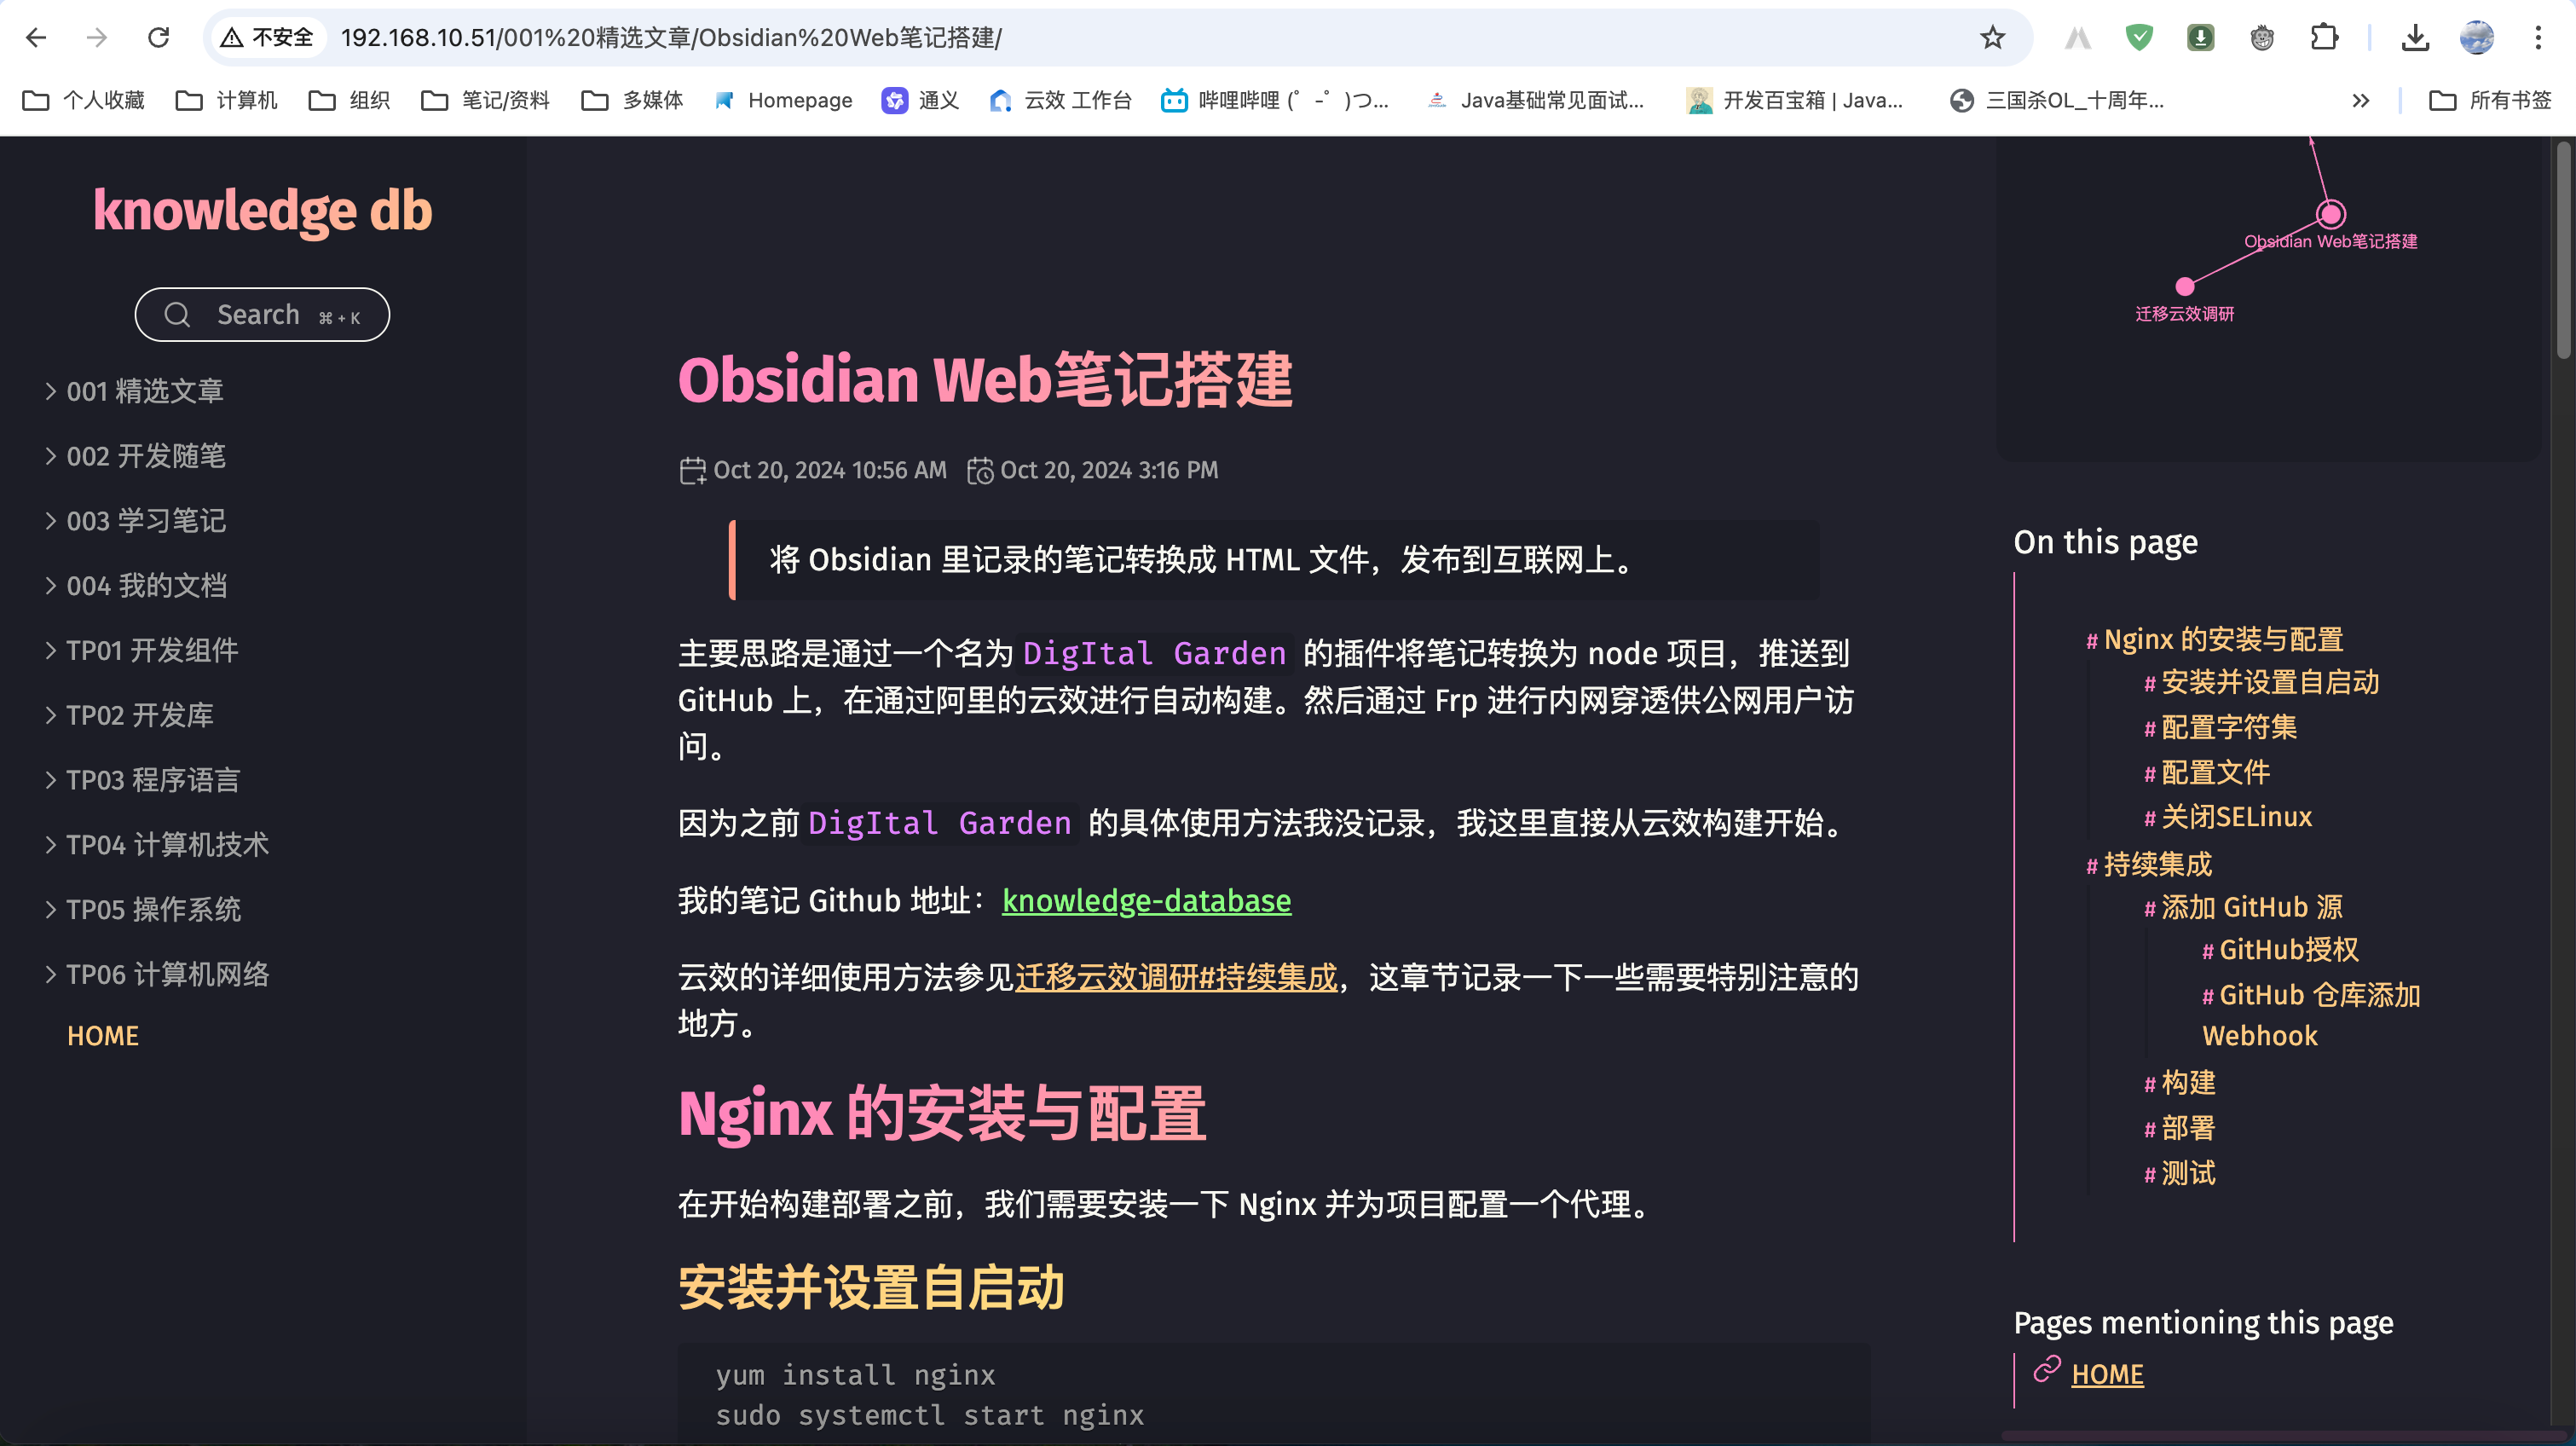 不安全 192.168.10.51/001%20精选文章/Obsidian%20Web笔记搭建/
个人收藏 计算机 组织 笔记/资料 多媒体 Homepage 通义 云效 工作台 哔哩哔哩 (゜-゜)つ... Java基础常见面试... 开发百宝箱 | Java... 三国杀OL_十周年... 所有书签
knowledge db
Search ⌘ + K
001 精选文章
002 开发随笔
003 学习笔记
004 我的文档
TP01 开发组件
TP02 开发库
TP03 程序语言
TP04 计算机技术
TP05 操作系统
TP06 计算机网络
HOME
Obsidian Web笔记搭建
Oct 20, 2024 10:56 AM Oct 20, 2024 3:16 PM
将 Obsidian 里记录的笔记转换成 HTML 文件，发布到互联网上。
主要思路是通过一个名为 DigItal Garden 的插件将笔记转换为 node 项目，推送到
GitHub 上，在通过阿里的云效进行自动构建。然后通过 Frp 进行内网穿透供公网用户访
问。
因为之前 DigItal Garden 的具体使用方法我没记录，我这里直接从云效构建开始。
我的笔记 Github 地址：knowledge-database
云效的详细使用方法参见迁移云效调研#持续集成，这章节记录一下一些需要特别注意的
地方。
Nginx 的安装与配置
在开始构建部署之前，我们需要安装一下 Nginx 并为项目配置一个代理。
安装并设置自启动
yum install nginx
sudo systemctl start nginx
Obsidian Web笔记搭建
迁移云效调研
On this page
# Nginx 的安装与配置
# 安装并设置自启动
# 配置字符集
# 配置文件
# 关闭SELinux
# 持续集成
# 添加 GitHub 源
# GitHub授权
# GitHub 仓库添加
Webhook
# 构建
# 部署
# 测试
Pages mentioning this page
HOME